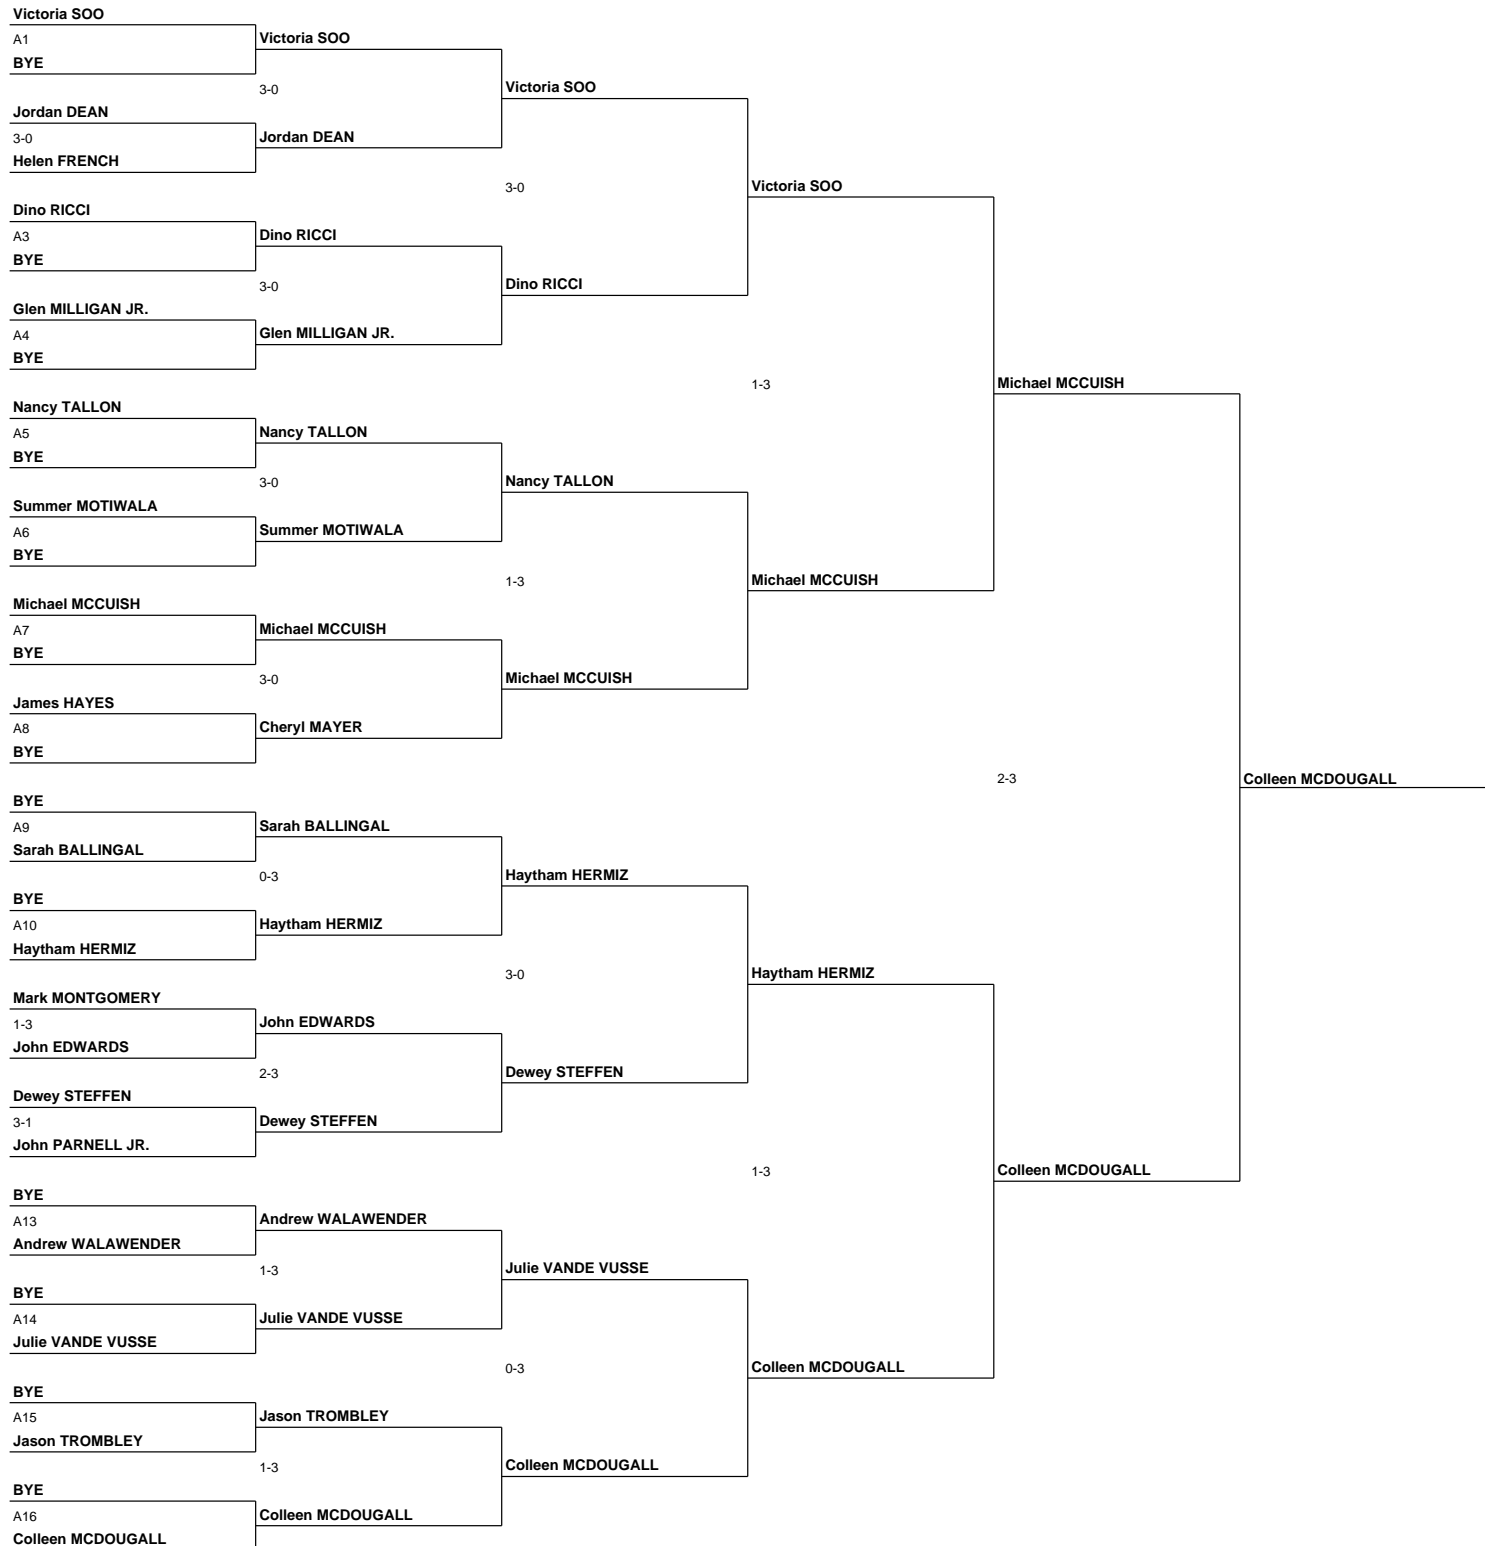 Victoria SOO
A1
BYE
Jordan DEAN
3-0
Helen FRENCH
Dino RICCI
A3
BYE
Glen MILLIGAN JR.
A4
BYE
Nancy TALLON
A5
BYE
Summer MOTIWALA
A6
BYE
Michael MCCUISH
A7
BYE
James HAYES
A8
BYE
BYE
A9
Sarah BALLINGAL
BYE
A10
Haytham HERMIZ
Mark MONTGOMERY
1-3
John EDWARDS
Dewey STEFFEN
3-1
John PARNELL JR.
BYE
A13
Andrew WALAWENDER
BYE
A14
Julie VANDE VUSSE
BYE
A15
Jason TROMBLEY
BYE
A16
Colleen MCDOUGALL
Victoria SOO
3-0
Jordan DEAN
Dino RICCI
3-0
Glen MILLIGAN JR.
Nancy TALLON
3-0
Summer MOTIWALA
Michael MCCUISH
3-0
Cheryl MAYER
Sarah BALLINGAL
0-3
Haytham HERMIZ
John EDWARDS
2-3
Dewey STEFFEN
Andrew WALAWENDER
1-3
Julie VANDE VUSSE
Jason TROMBLEY
1-3
Colleen MCDOUGALL
Victoria SOO
3-0
Dino RICCI
Nancy TALLON
1-3
Michael MCCUISH
Haytham HERMIZ
3-0
Dewey STEFFEN
Julie VANDE VUSSE
0-3
Colleen MCDOUGALL
Victoria SOO
1-3
Michael MCCUISH
Haytham HERMIZ
1-3
Colleen MCDOUGALL
Michael MCCUISH
2-3
Colleen MCDOUGALL
Colleen MCDOUGALL